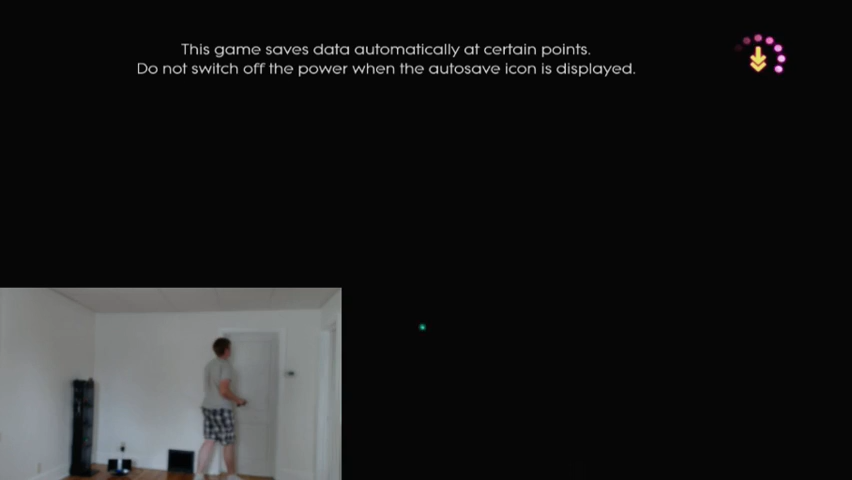 This game saves data automatically at certain points.
Do not switch off the power when the autosave icon is displayed.